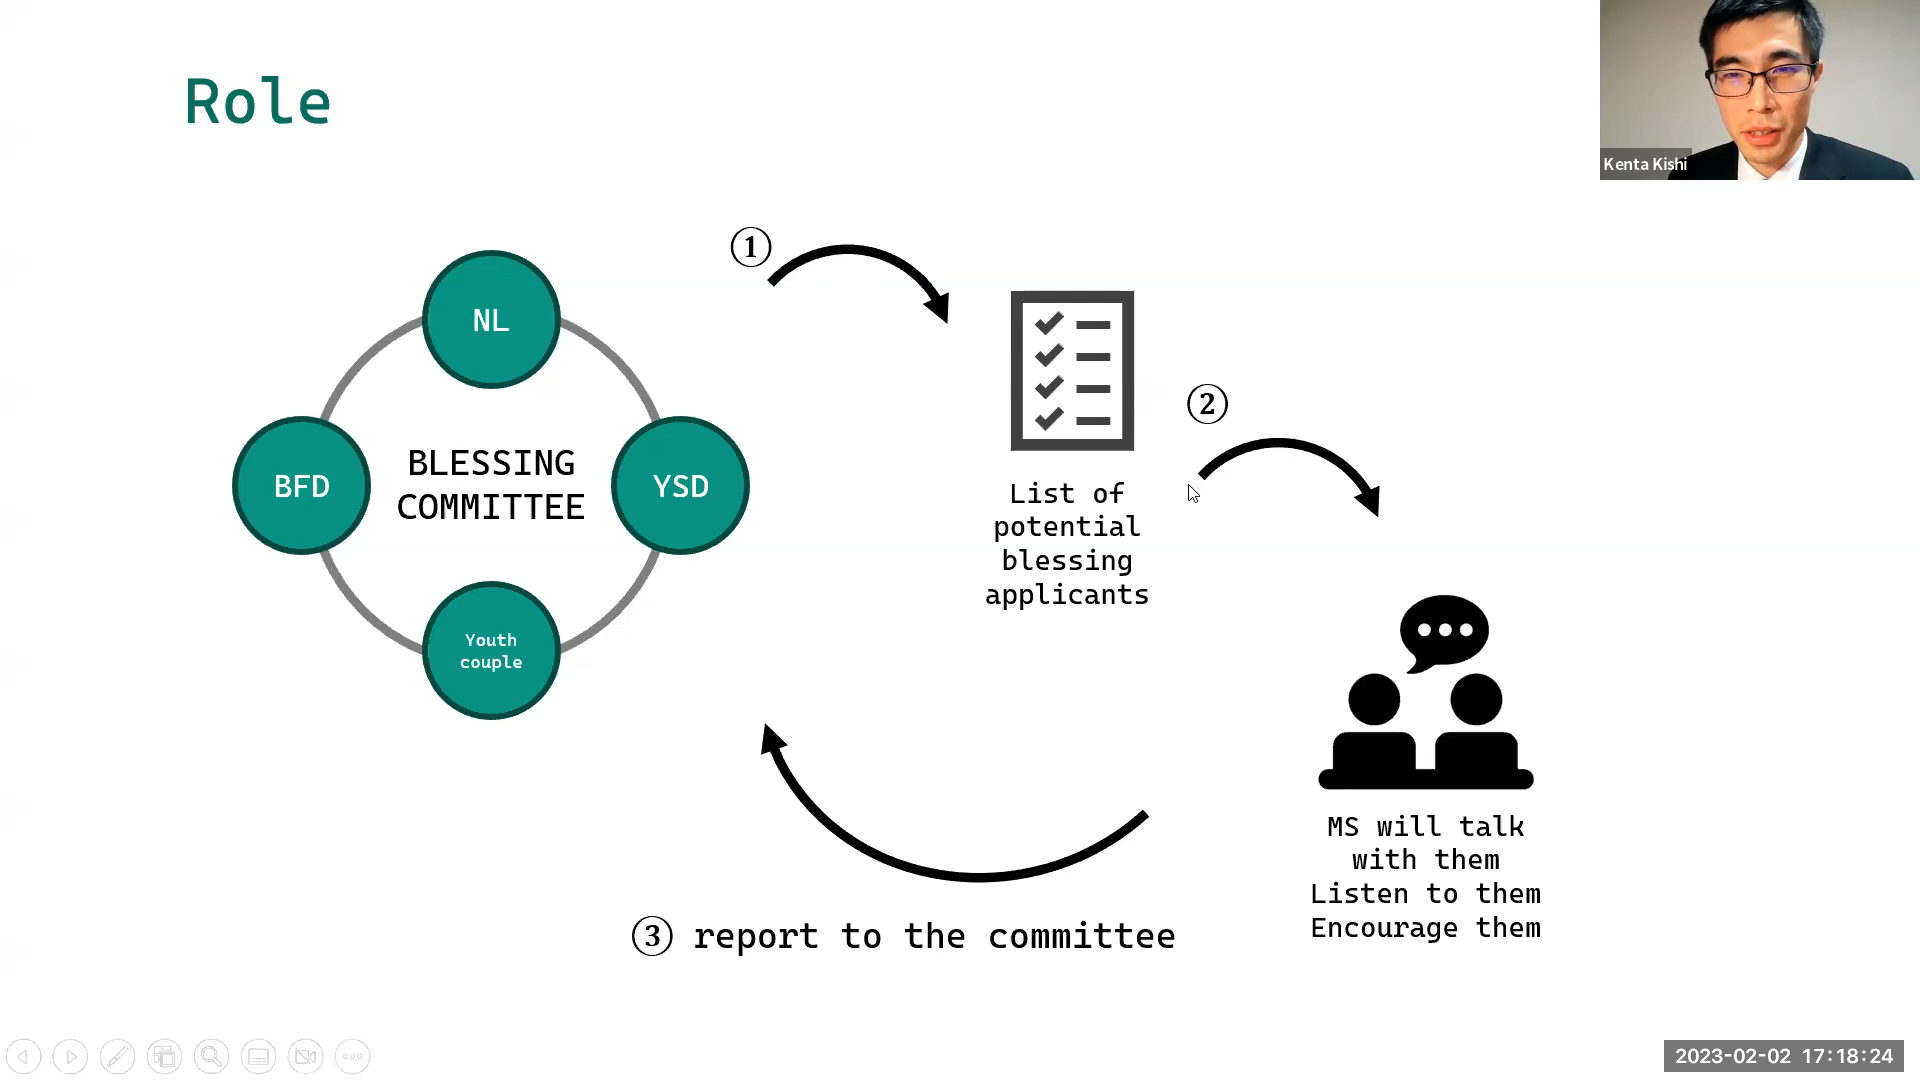 Role
Kenta Kishi
①
NL
BFD
BLESSING
COMMITTEE
YSD
Youth
couple
②
List of
potential
blessing
applicants
MS will talk
with them
Listen to them
Encourage them
③ report to the committee
2023-02-02 17:18:24